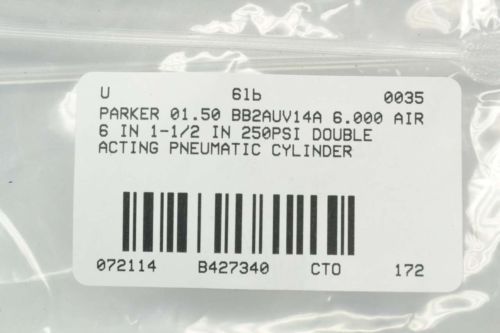 U 6lb 0035
PARKER 01.50 BB2AUV14A 6.000 AIR
6 IN 1-1/2 IN 250PSI DOUBLE
ACTING PNEUMATIC CYLINDER
072114 B427340 CTO 172